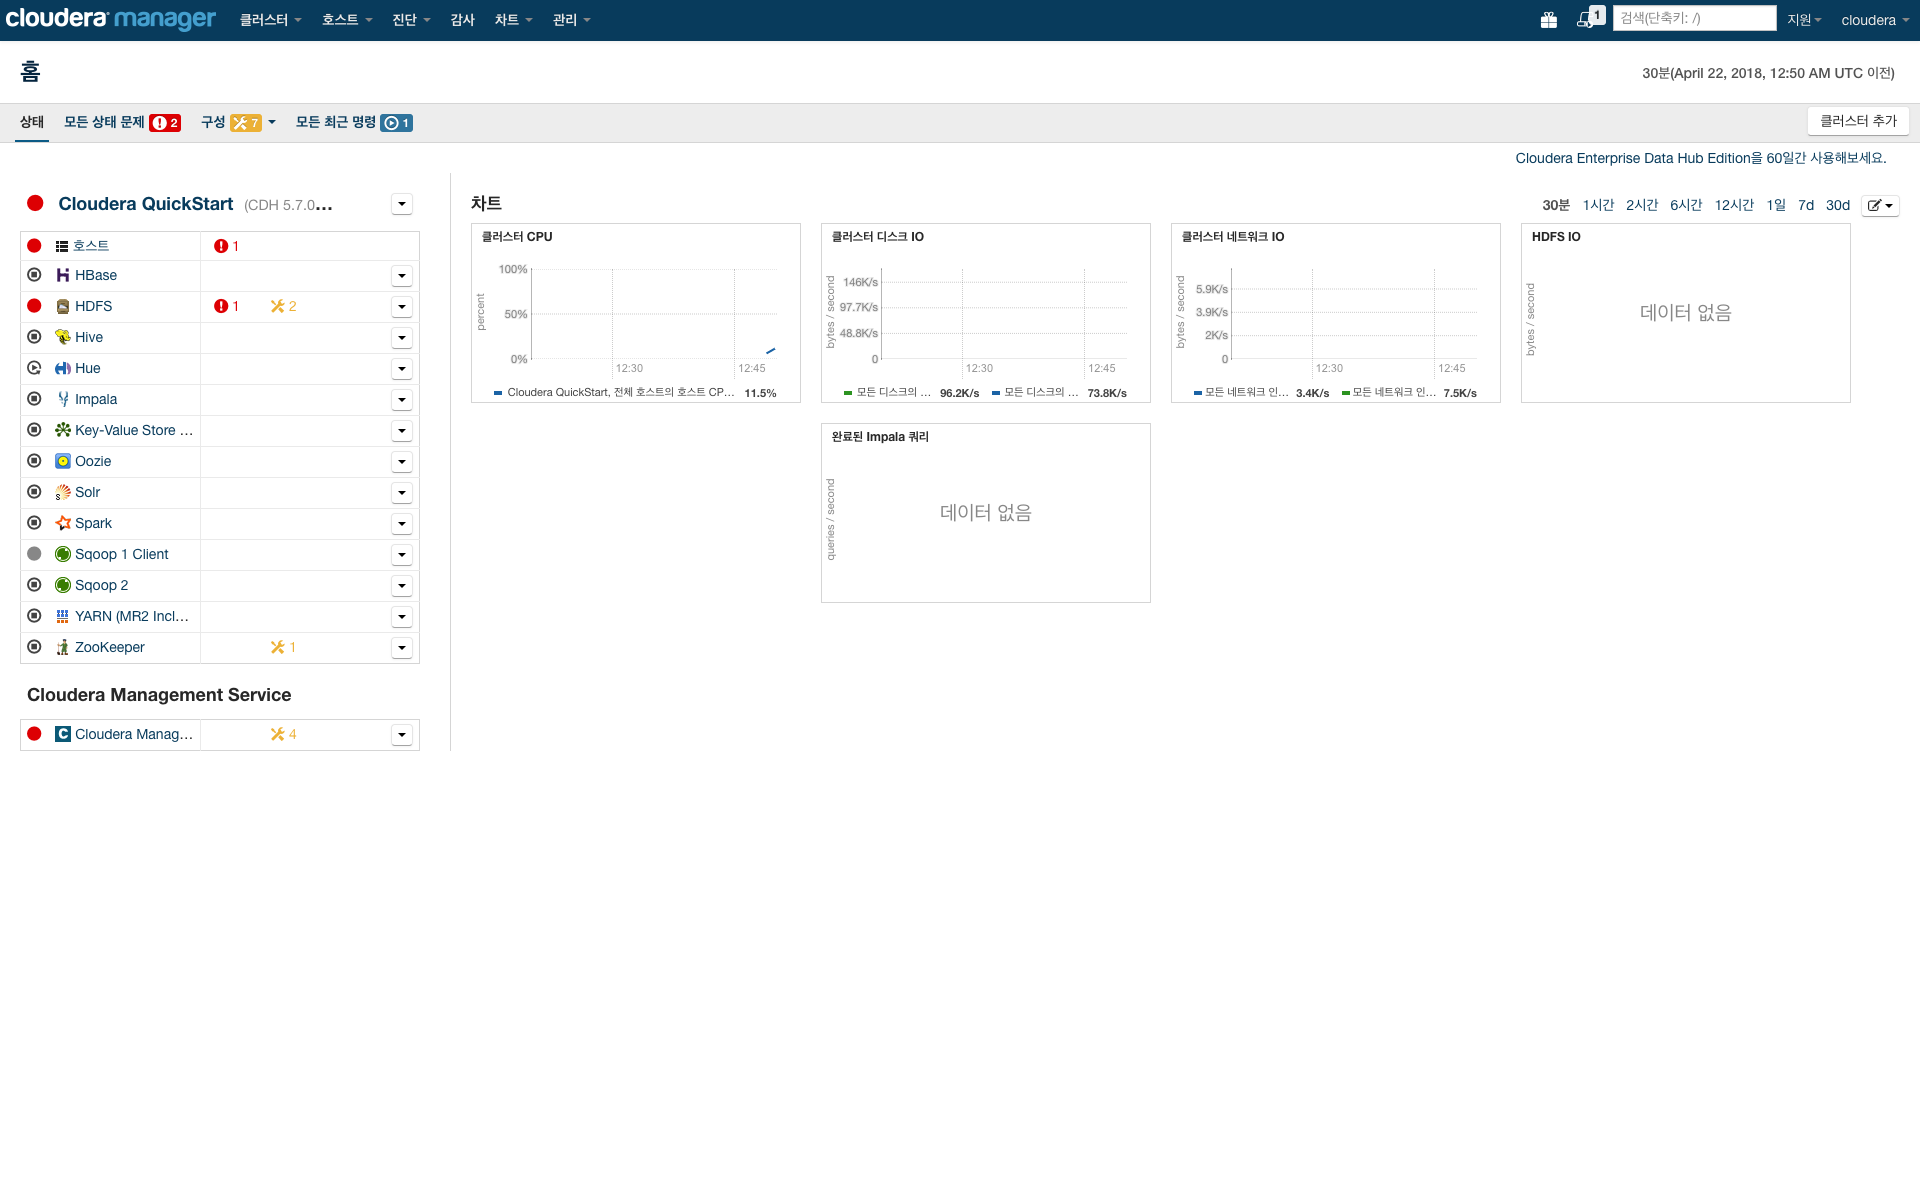 cloudera manager 클러스터 호스트 진단 감사 차트 관리 1 검색(단축키: /) 지원 cloudera
홈
30분(April 22, 2018, 12:50 AM UTC 이전)
상태 모든 상태 문제 2 구성 7 모든 최근 명령 1 클러스터 추가
Cloudera Enterprise Data Hub Edition을 60일간 사용해보세요.
Cloudera QuickStart (CDH 5.7.0...
호스트 1
HBase
HDFS 1 2
Hive
Hue
Impala
Key-Value Store ...
Oozie
Solr
Spark
Sqoop 1 Client
Sqoop 2
YARN (MR2 Incl...
ZooKeeper 1
Cloudera Management Service
C Cloudera Manag... 4
차트
30분 1시간 2시간 6시간 12시간 1일 7d 30d
클러스터 CPU
percent
100%
50%
0%
12:30 12:45
Cloudera QuickStart, 전체 호스트의 호스트 CP... 11.5%
클러스터 디스크 IO
bytes / second
146K/s
97.7K/s
48.8K/s
0
12:30 12:45
모든 디스크의 ... 96.2K/s 모든 디스크의 ... 73.8K/s
클러스터 네트워크 IO
bytes / second
5.9K/s
3.9K/s
2K/s
0
12:30 12:45
모든 네트워크 인... 3.4K/s 모든 네트워크 인... 7.5K/s
HDFS IO
bytes / second
데이터 없음
완료된 Impala 쿼리
queries / second
데이터 없음